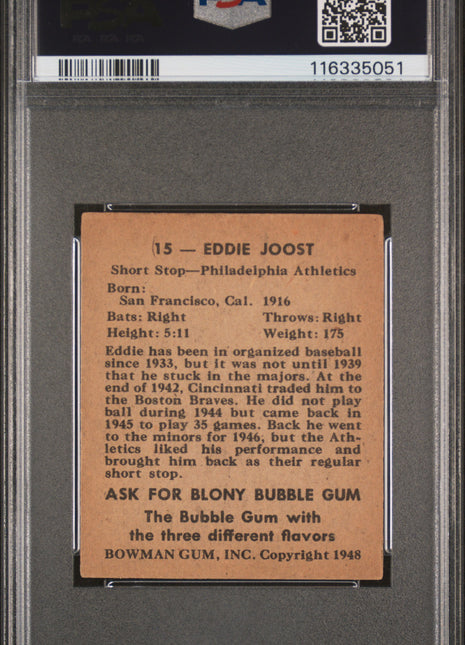 PSA
116335051
15 — EDDIE JOOST
Short Stop—Philadelphia Athletics
Born:
San Francisco, Cal. 1916
Bats: Right Throws: Right
Height: 5:11 Weight: 175
Eddie has been in organized baseball
since 1933, but it was not until 1939
that he stuck in the majors. At the
end of 1942, Cincinnati traded him to
the Boston Braves. He did not play
ball during 1944 but came back in
1945 to play 35 games. Back he went
to the minors for 1946, but the Ath-
letics liked his performance and
brought him back as their regular
short stop.
ASK FOR BLONY BUBBLE GUM
The Bubble Gum with
the three different flavors
BOWMAN GUM, INC. Copyright 1948